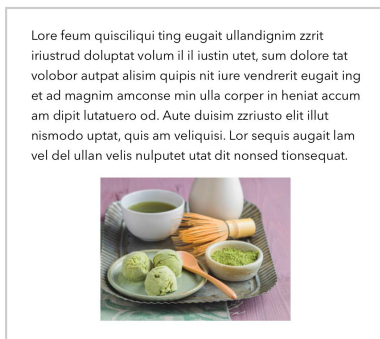 Lore feum quisciliqui ting eugait ullandignim zzrit
iriustrud doluptat volum il il iustin utet, sum dolore tat
volobor autpat alisim quipis nit iure vendrerit eugait ing
et ad magnim amconse min ulla corper in heniat accum
am dipit lutatuero od. Aute duisim zzriusto elit illut
nismodo uptat, quis am veliquisi. Lor sequis augait lam
vel del ullan velis nulputet utat dit nonsed tionsequat.